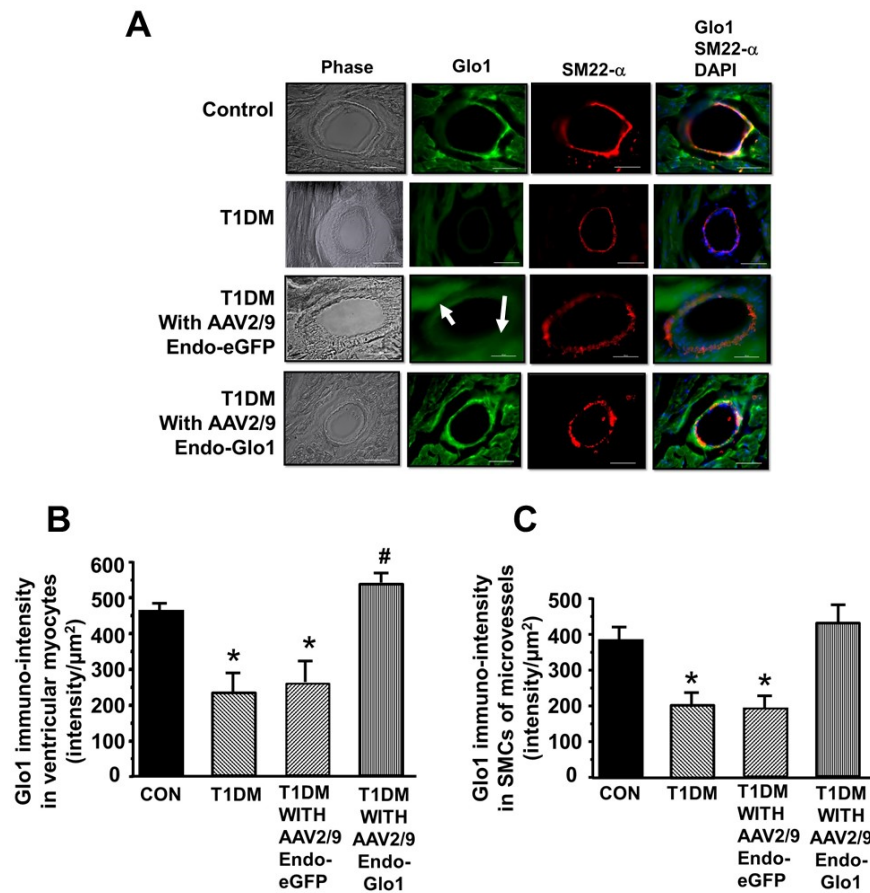 A
Phase
Glo1
SM22-α
Glo1
SM22-α
DAPI
Control
T1DM
T1DM
With AAV2/9
Endo-eGFP
T1DM
With AAV2/9
Endo-Glo1
B
Glo1 immuno-intensity
in ventricular myocytes
(intensity/µm²)
600
500
400
300
200
100
0
*
*
#
CON
T1DM
T1DM
WITH
AAV2/9
Endo-
eGFP
T1DM
WITH
AAV2/9
Endo-
Glo1
C
Glo1 immuno-intensity
in SMCs of microvessels
(intensity/µm²)
500
400
300
200
100
0
*
*
CON
T1DM
T1DM
WITH
AAV2/9
Endo-
eGFP
T1DM
WITH
AAV2/9
Endo-
Glo1